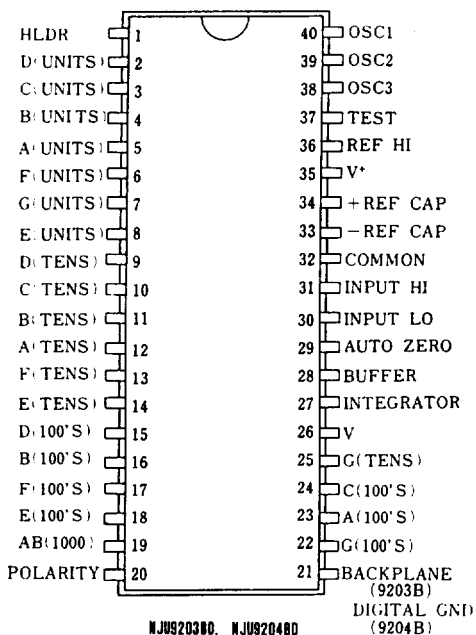 HLDR 1 40 OSC1
D(UNITS) 2 39 OSC2
C(UNITS) 3 38 OSC3
B(UNITS) 4 37 TEST
A(UNITS) 5 36 REF HI
F(UNITS) 6 35 V+
G(UNITS) 7 34 +REF CAP
E(UNITS) 8 33 -REF CAP
D(TENS) 9 32 COMMON
C(TENS) 10 31 INPUT HI
B(TENS) 11 30 INPUT LO
A(TENS) 12 29 AUTO ZERO
F(TENS) 13 28 BUFFER
E(TENS) 14 27 INTEGRATOR
D(100'S) 15 26 V
B(100'S) 16 25 G(TENS)
F(100'S) 17 24 C(100'S)
E(100'S) 18 23 A(100'S)
AB(1000) 19 22 G(100'S)
POLARITY 20 21 BACKPLANE
(9203B)
DIGITAL GND
(9204B)
NJU9203BD, NJU9204BD